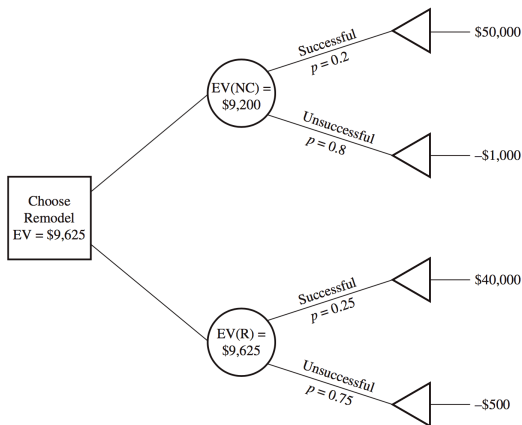 Successful
p = 0.2
$50,000
EV(NC) =
$9,200
Unsuccessful
p = 0.8
–$1,000
Choose
Remodel
EV = $9,625
Successful
p = 0.25
$40,000
EV(R) =
$9,625
Unsuccessful
p = 0.75
–$500